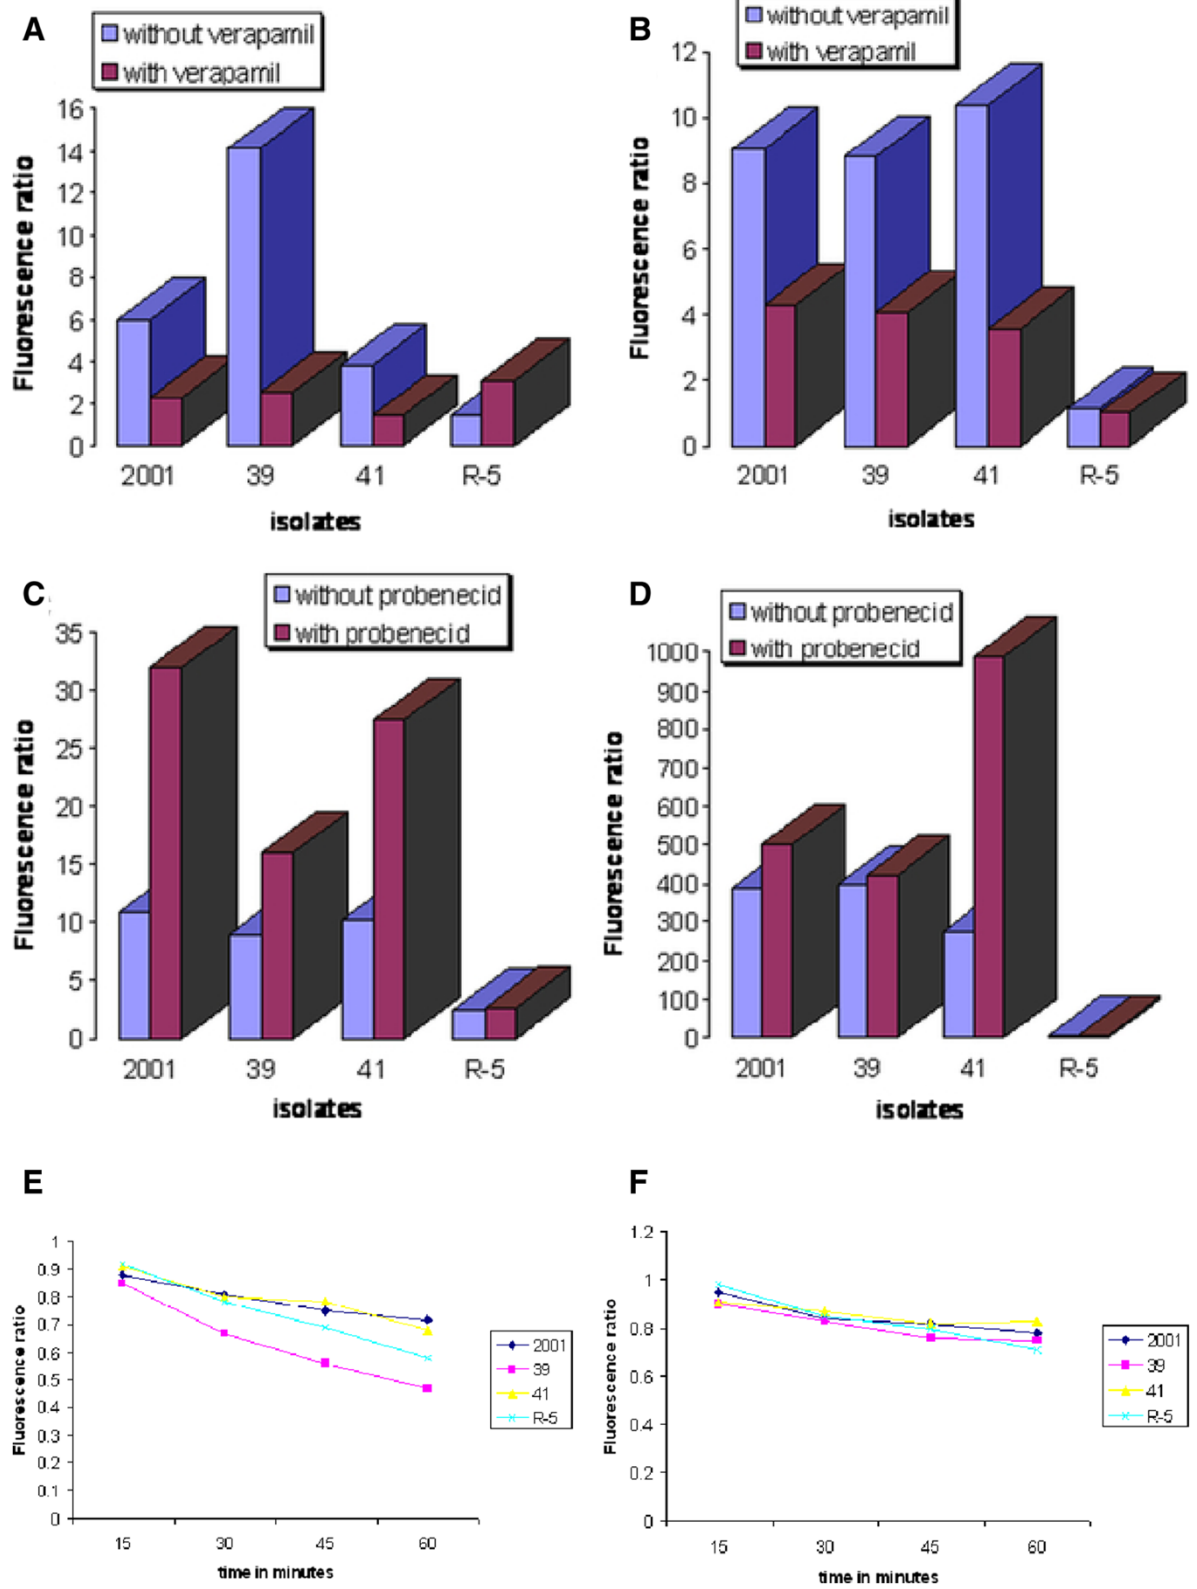 A
without verapamil
with verapamil
16
14
12
10
8
6
4
2
0
Fluorescence ratio
2001 39 41 R-5
isolates
B
without verapamil
with verapamil
12
10
8
6
4
2
0
Fluorescence ratio
2001 39 41 R-5
isolates
C
without probenecid
with probenecid
35
30
25
20
15
10
5
0
Fluorescence ratio
2001 39 41 R-5
isolates
D
without probenecid
with probenecid
1000
900
800
700
600
500
400
300
200
100
0
Fluorescence ratio
2001 39 41 R-5
isolates
E
1
0.9
0.8
0.7
0.6
0.5
0.4
0.3
0.2
0.1
0
Fluorescence ratio
15 30 45 60
time in minutes
2001
39
41
R-5
F
1.2
1
0.8
0.6
0.4
0.2
0
Fluorescence ratio
15 30 45 60
time in minutes
2001
39
41
R-5